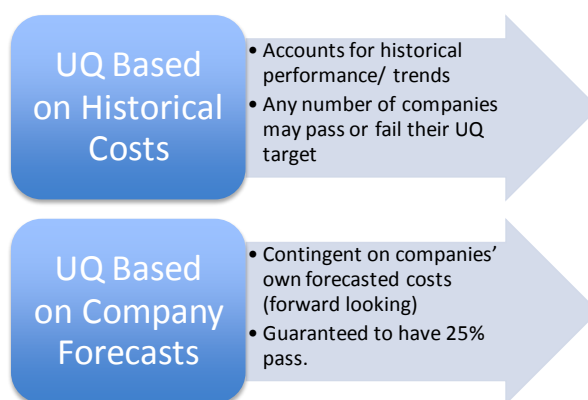 UQ Based
on Historical
Costs
• Accounts for historical
performance/ trends
• Any number of companies
may pass or fail their UQ
target
UQ Based
on Company
Forecasts
• Contingent on companies’
own forecasted costs
(forward looking)
• Guaranteed to have 25%
pass.